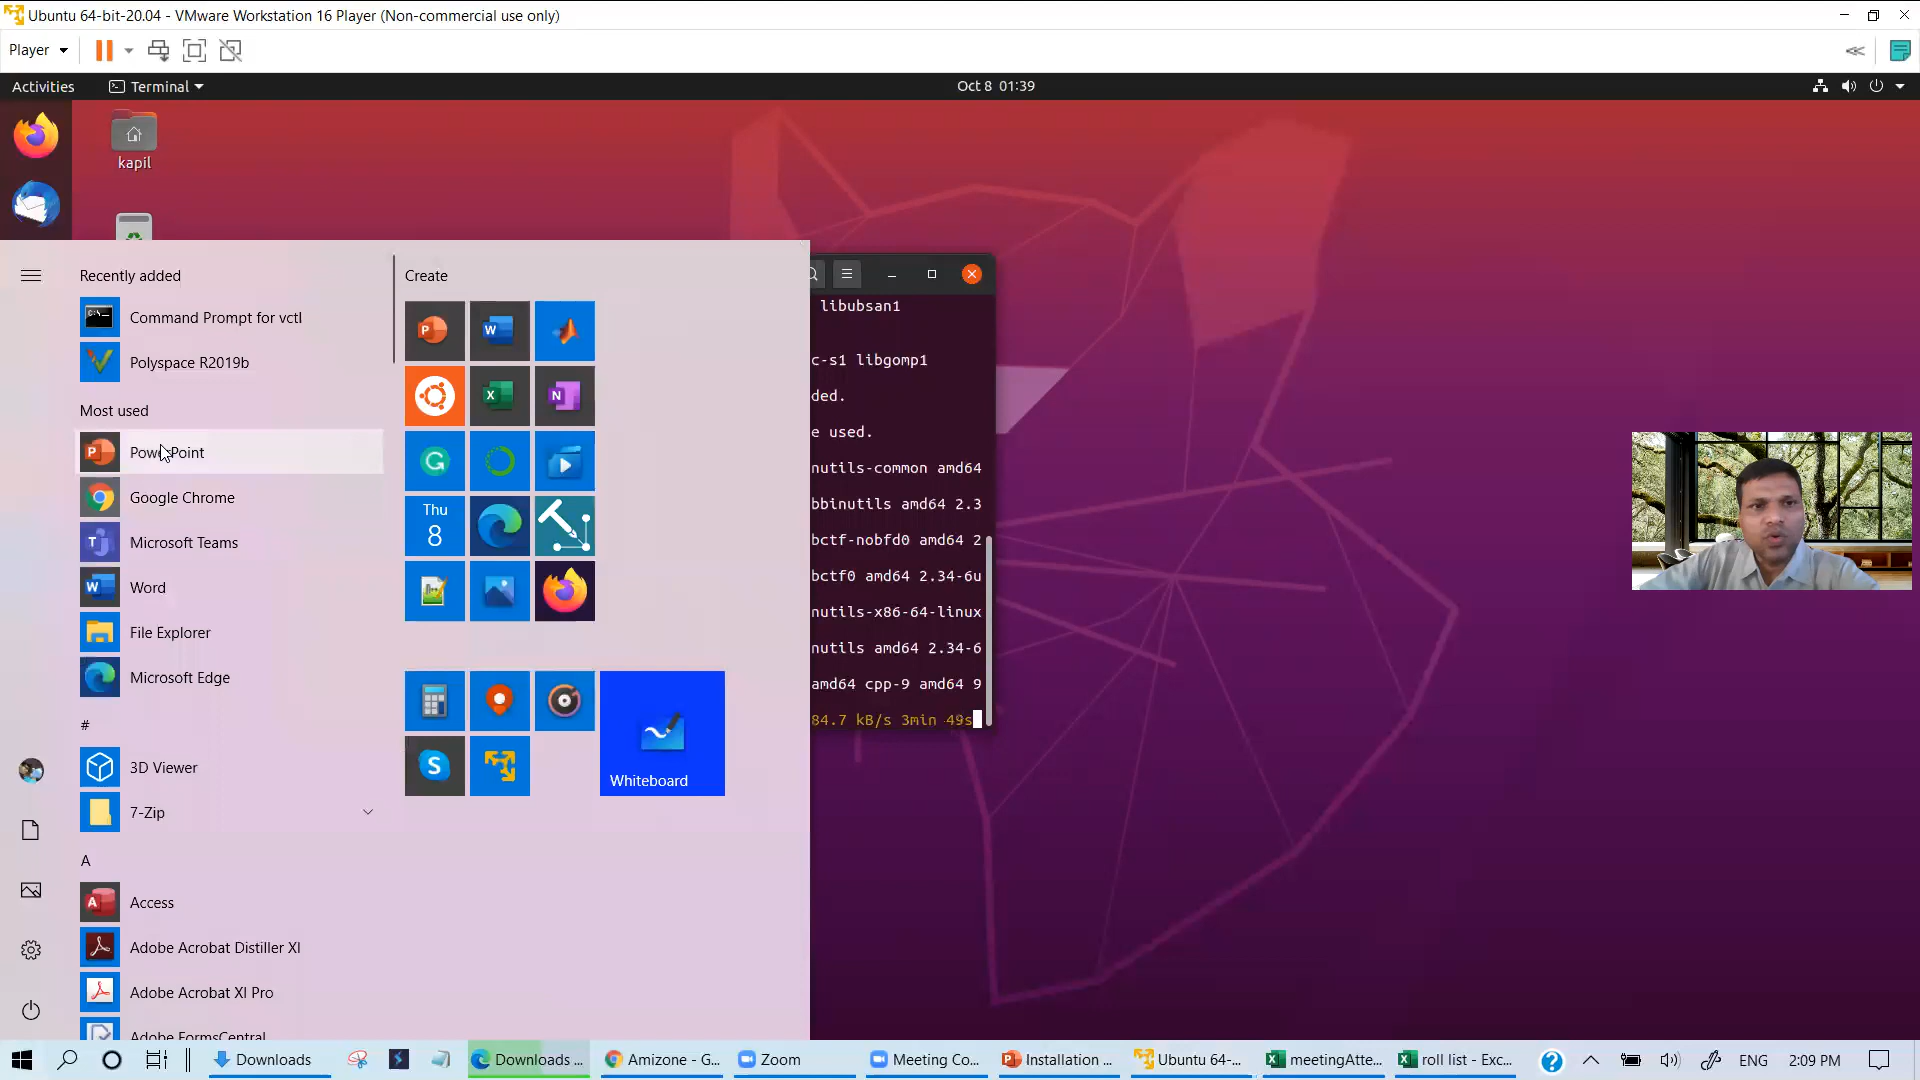 Ubuntu 64-bit-20.04 - VMware Workstation 16 Player (Non-commercial use only)
Player
Activities
Terminal
Oct 8 01:39
kapil
Recently added
Command Prompt for vctl
Polyspace R2019b
Most used
PowerPoint
Google Chrome
Microsoft Teams
Word
File Explorer
Microsoft Edge
#
3D Viewer
7-Zip
A
Access
Adobe Acrobat Distiller XI
Adobe Acrobat XI Pro
Adobe FormsCentral
Create
Thu
8
Whiteboard
libubsan1
c-s1 libgomp1
ded.
e used.
nutils-common amd64
bbinutils amd64 2.3
bctf-nobfd0 amd64 2
bctf0 amd64 2.34-6u
nutils-x86-64-linux
nutils amd64 2.34-6
amd64 cpp-9 amd64 9
84.7 kB/s 3min 49s
Downloads
Downloads ...
Amizone - G...
Zoom
Meeting Co...
Installation ...
Ubuntu 64-...
meetingAtte...
roll list - Exc...
ENG
2:09 PM